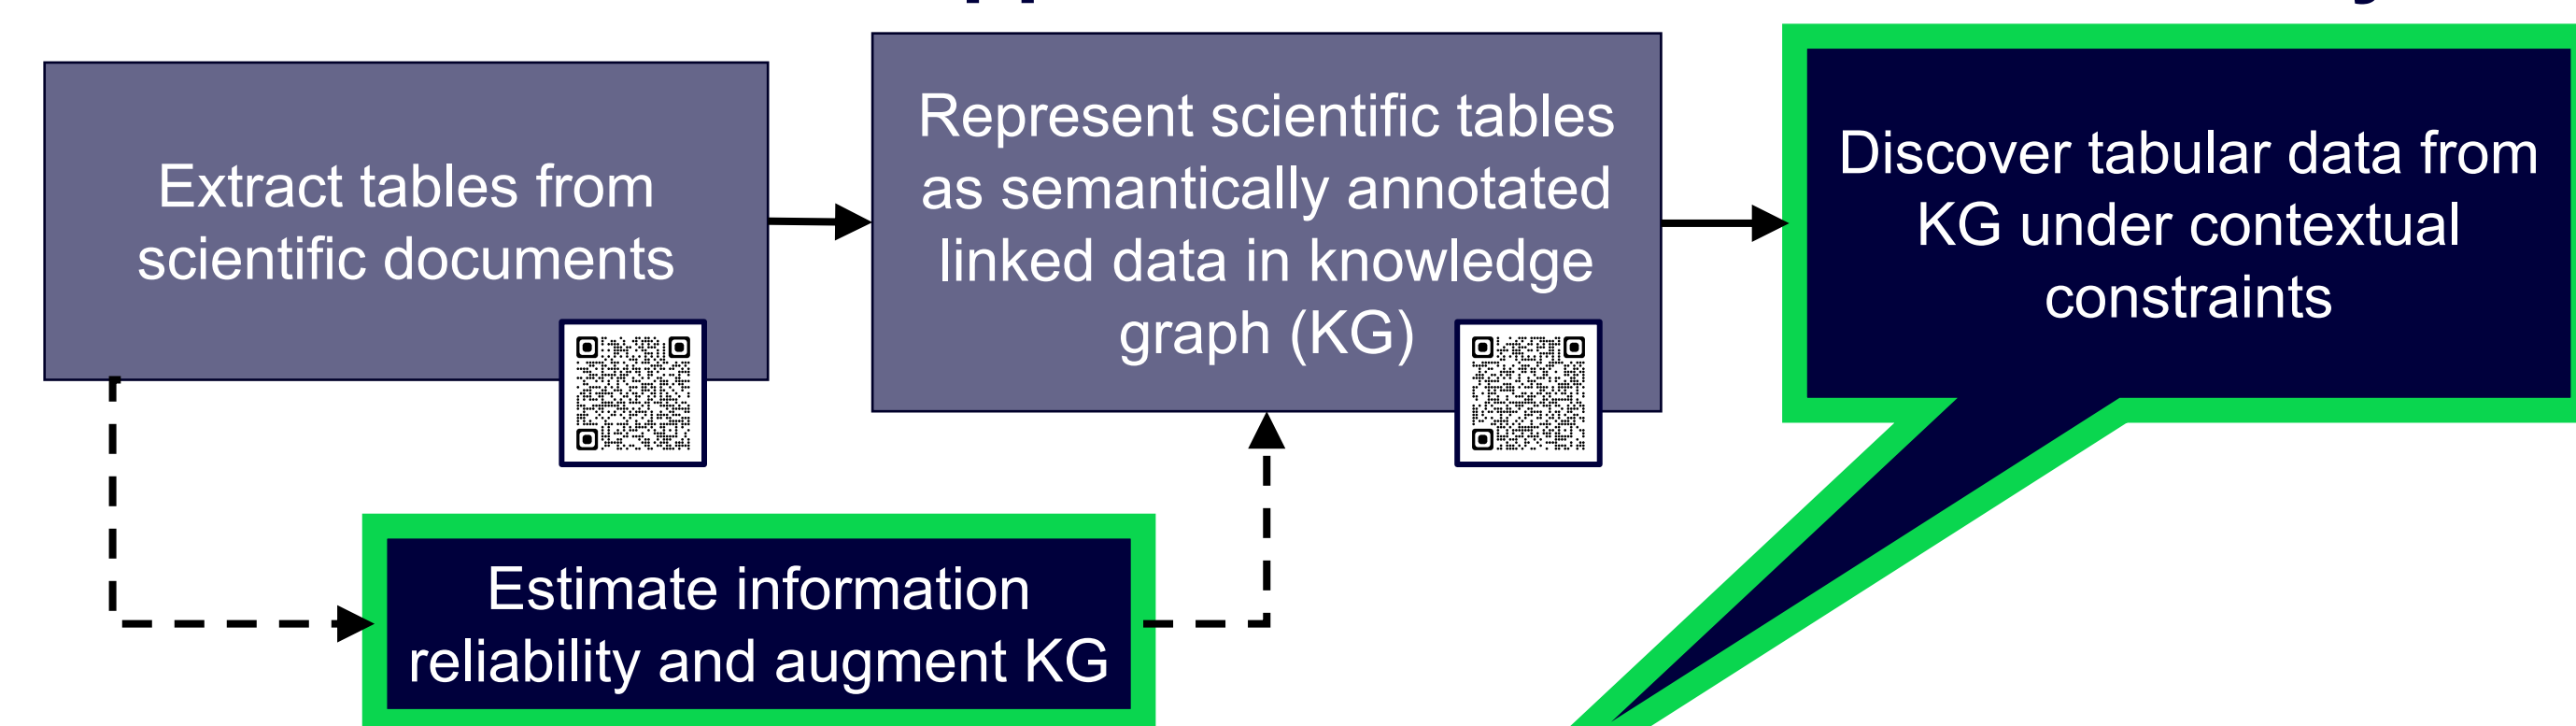 Extract tables from
scientific documents
Represent scientific tables
as semantically annotated
linked data in knowledge
graph (KG)
Discover tabular data from
KG under contextual
constraints
Estimate information
reliability and augment KG